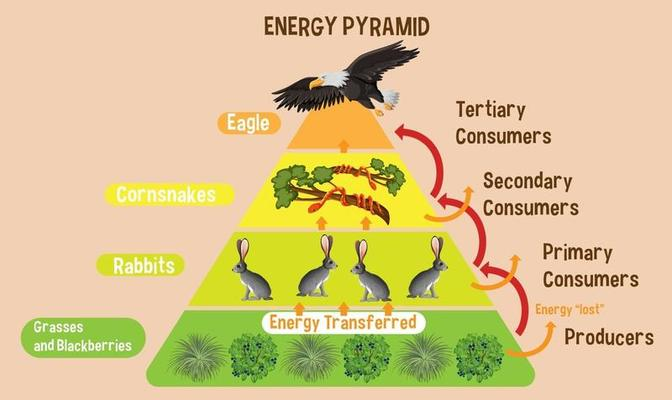 ENERGY PYRAMID
Eagle
Tertiary
Consumers
Cornsnakes
Secondary
Consumers
Rabbits
Primary
Consumers
Energy "lost"
Grasses
and Blackberries
Energy Transferred
Producers